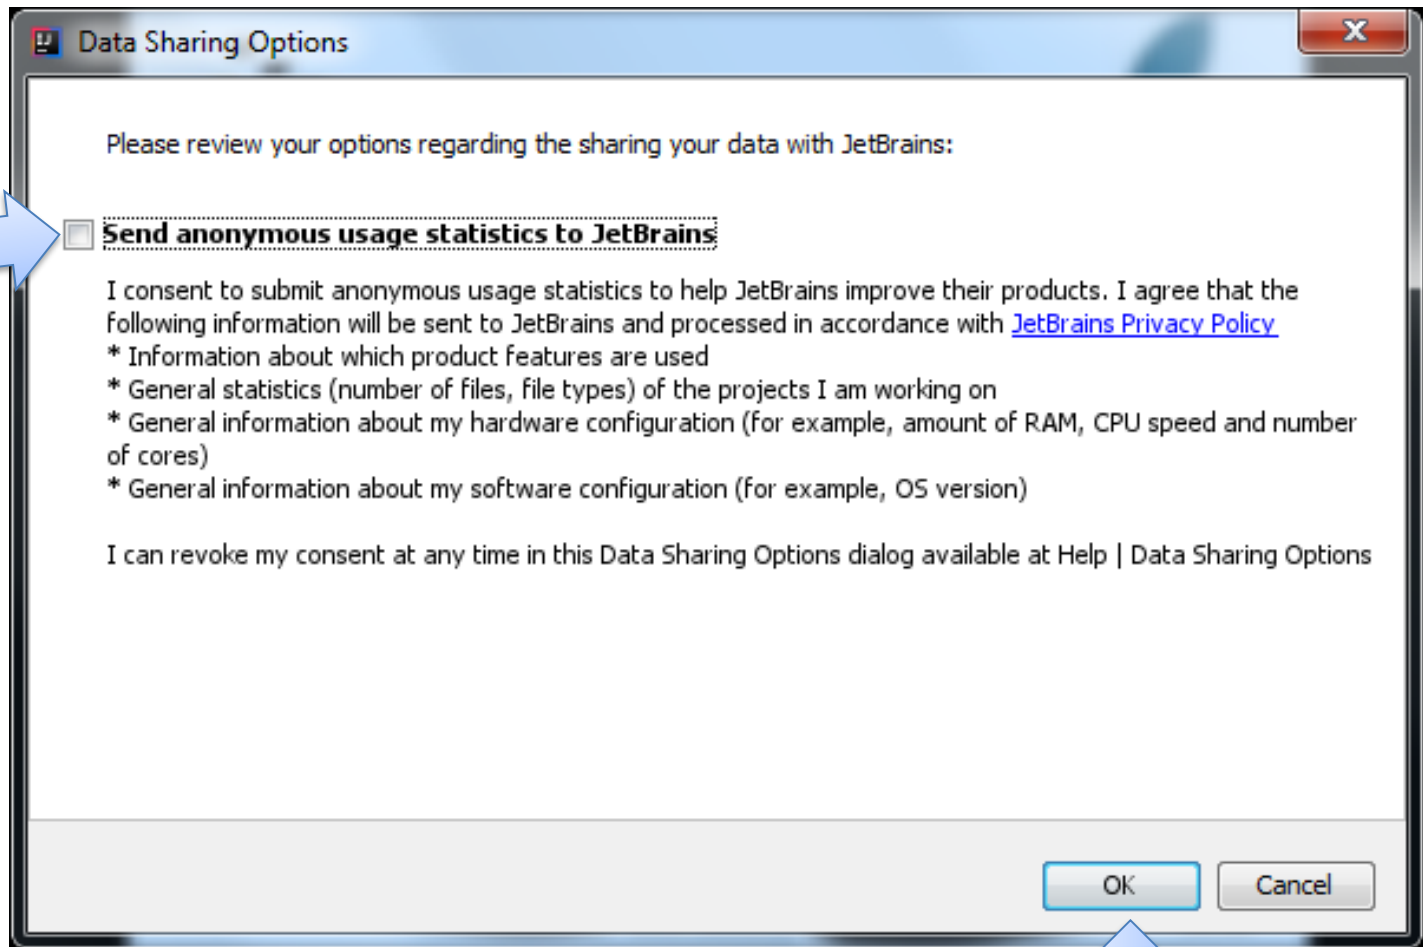 Data Sharing Options
Please review your options regarding the sharing your data with JetBrains:
Send anonymous usage statistics to JetBrains
I consent to submit anonymous usage statistics to help JetBrains improve their products. I agree that the
following information will be sent to JetBrains and processed in accordance with JetBrains Privacy Policy
* Information about which product features are used
* General statistics (number of files, file types) of the projects I am working on
* General information about my hardware configuration (for example, amount of RAM, CPU speed and number
of cores)
* General information about my software configuration (for example, OS version)
I can revoke my consent at any time in this Data Sharing Options dialog available at Help | Data Sharing Options
OK Cancel